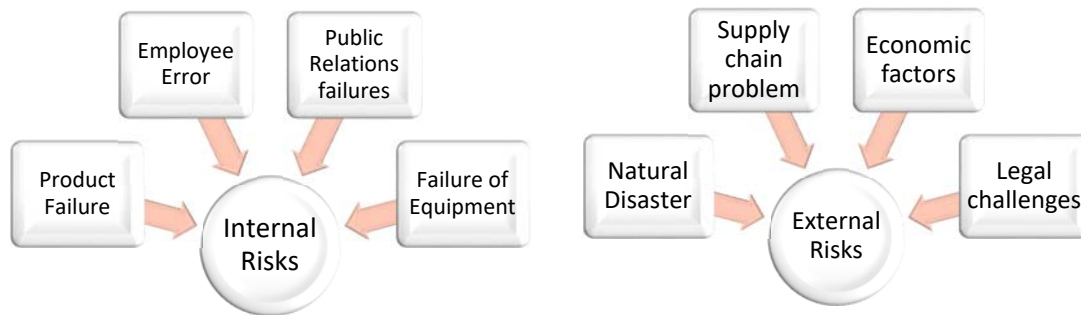 Employee
Error
Public
Relations
failures
Product
Failure
Failure of
Equipment
Internal
Risks
Supply
chain
problem
Economic
factors
Natural
Disaster
Legal
challenges
External
Risks